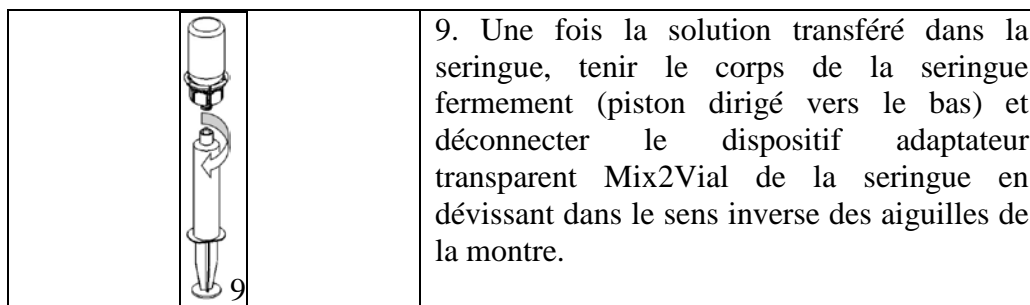 9. Une fois la solution transféré dans la
seringue, tenir le corps de la seringue
fermement (piston dirigé vers le bas) et
déconnecter le dispositif adaptateur
transparent Mix2Vial de la seringue en
dévissant dans le sens inverse des aiguilles de
la montre.
9